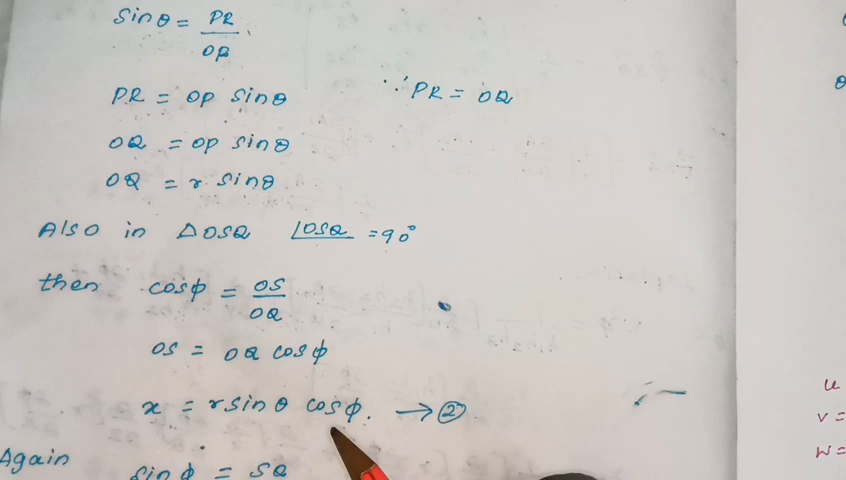 sinθ = PR/OP
PR = OP sinθ ∵ PR = OQ
OQ = OP sinθ
OQ = r sinθ
Also in ΔOSQ ∠OSQ = 90°
then cosϕ = OS/OQ
OS = OQ cosϕ
x = r sinθ cosϕ. → ②
Again
sinϕ = SQ
θ
u
v =
w =